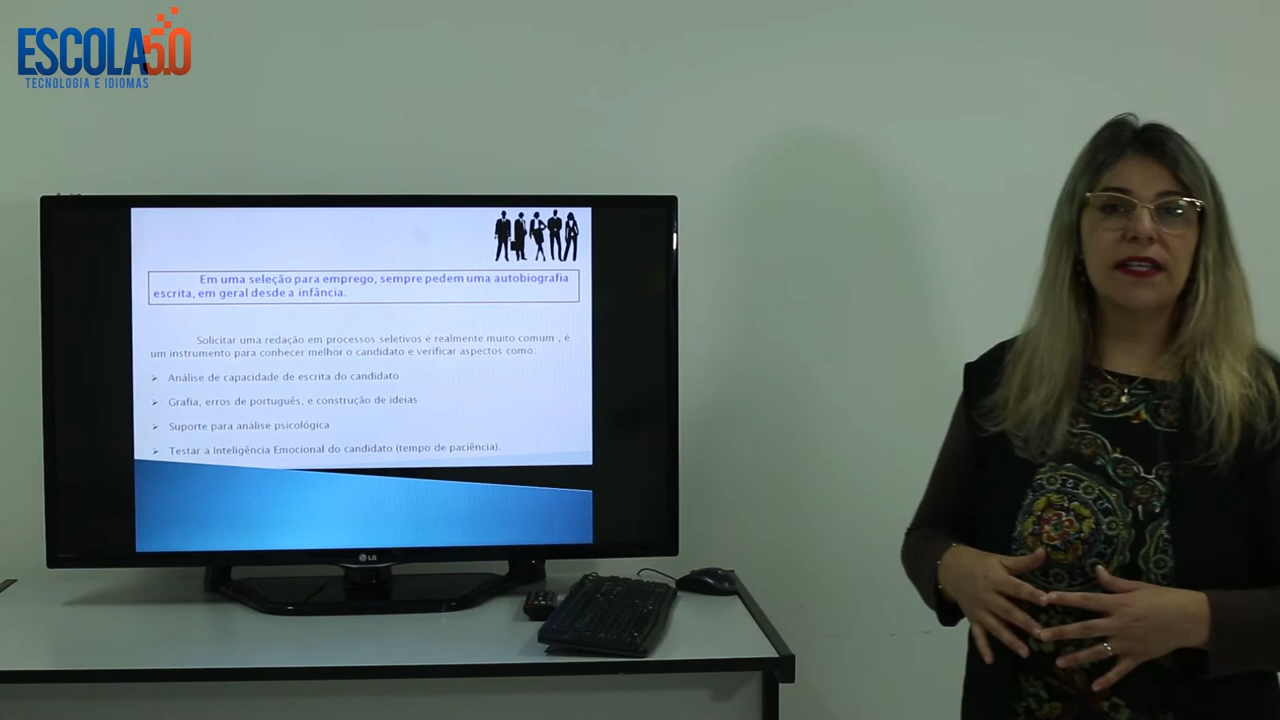 ESCOLA 5.0
TECNOLOGIA E IDIOMAS
Em uma seleção para emprego, sempre pedem uma autobiografia
escrita, em geral desde a infância.
Solicitar uma redação em processos seletivos é realmente muito comum , é
um instrumento para conhecer melhor o candidato e verificar aspectos como:
➢ Análise de capacidade de escrita do candidato
➢ Grafia, erros de português, e construção de ideias
➢ Suporte para análise psicológica
➢ Testar a Inteligência Emocional do candidato (tempo de paciência).
LG